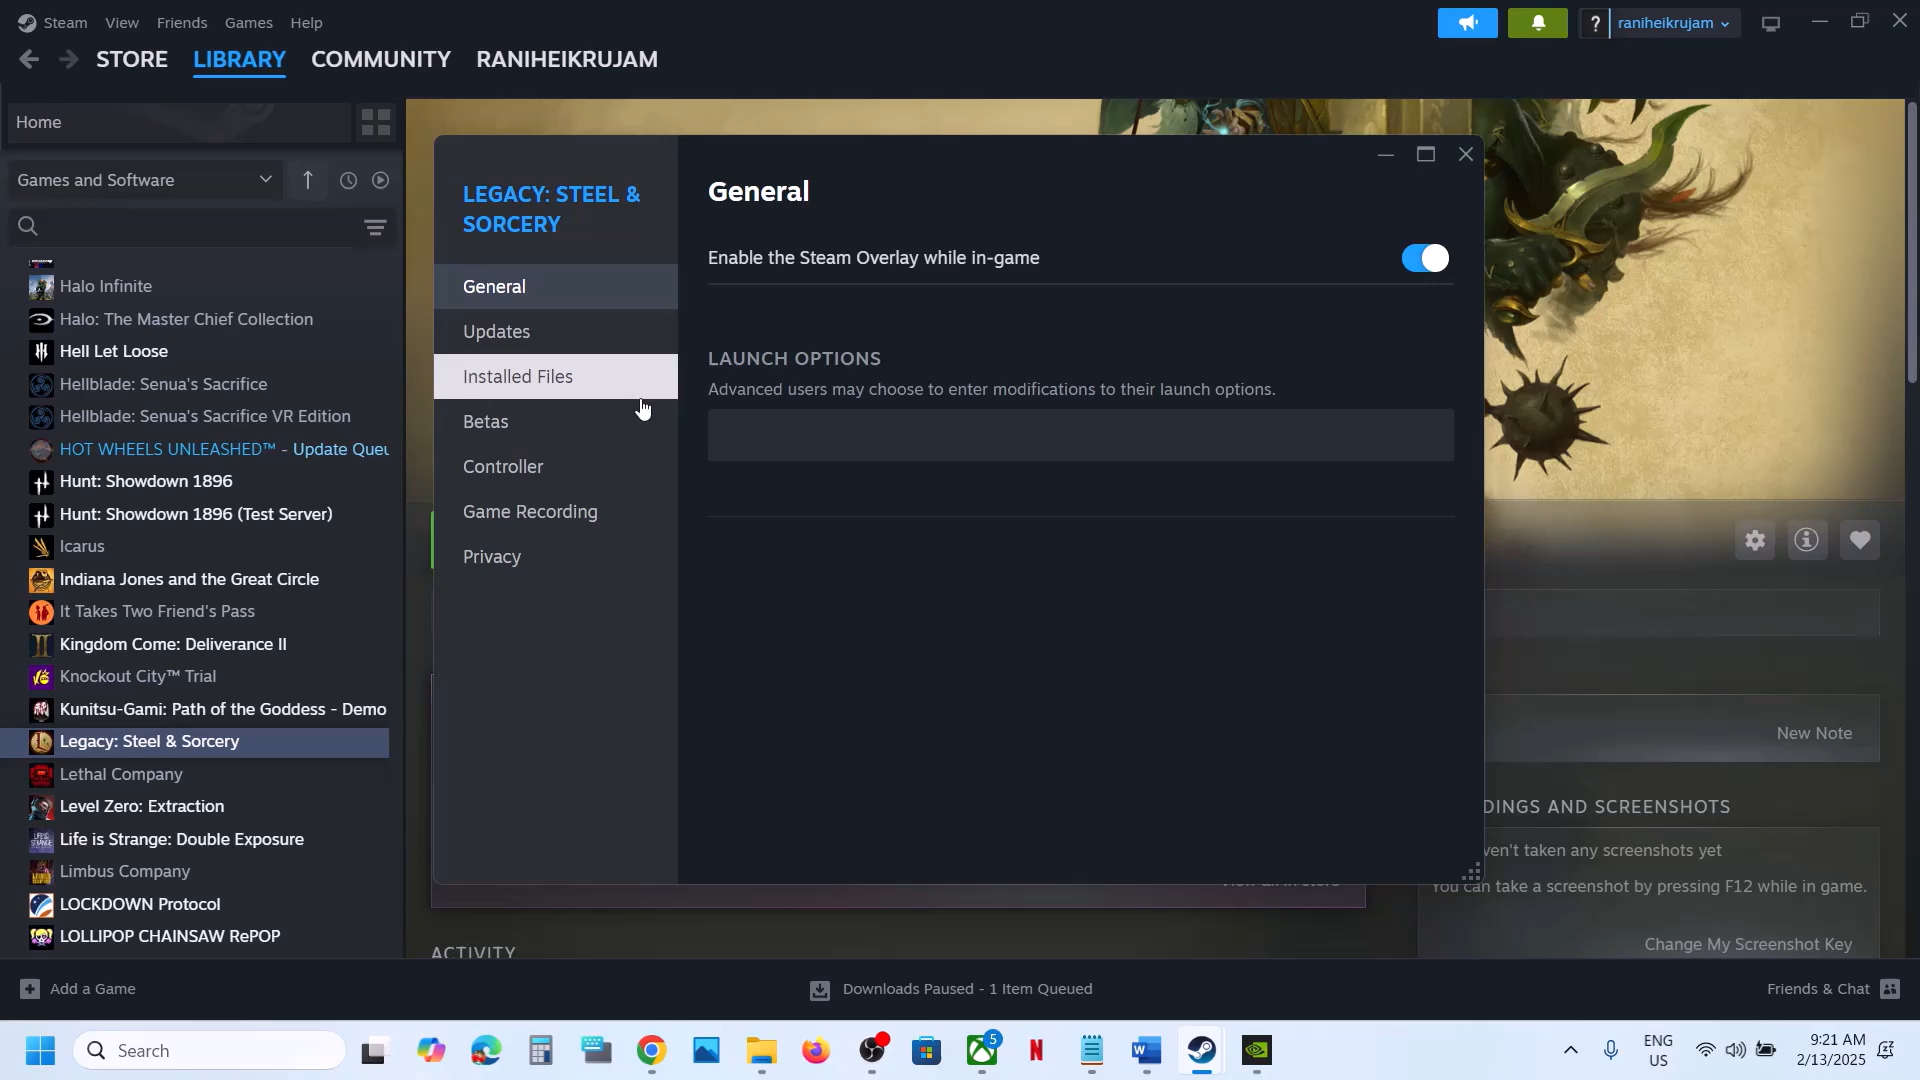 Steam View Friends Games Help
raniheikrujam
STORE LIBRARY COMMUNITY RANIHEIKRUJAM
Home
Games and Software
LEGACY: STEEL &
SORCERY
General
Updates
Installed Files
Betas
Controller
Game Recording
Privacy
General
Enable the Steam Overlay while in-game
LAUNCH OPTIONS
Advanced users may choose to enter modifications to their launch options.
Halo Infinite
Halo: The Master Chief Collection
Hell Let Loose
Hellblade: Senua's Sacrifice
Hellblade: Senua's Sacrifice VR Edition
HOT WHEELS UNLEASHED™ - Update Queu
Hunt: Showdown 1896
Hunt: Showdown 1896 (Test Server)
Icarus
Indiana Jones and the Great Circle
It Takes Two Friend's Pass
Kingdom Come: Deliverance II
Knockout City™ Trial
Kunitsu-Gami: Path of the Goddess - Demo
Legacy: Steel & Sorcery
Lethal Company
Level Zero: Extraction
Life is Strange: Double Exposure
Limbus Company
LOCKDOWN Protocol
LOLLIPOP CHAINSAW RePOP
New Note
DINGS AND SCREENSHOTS
ven't taken any screenshots yet
You can take a screenshot by pressing F12 while in game.
Change My Screenshot Key
ACTIVITY
Add a Game
Downloads Paused - 1 Item Queued
Friends & Chat
Search
5
ENG
US
9:21 AM
2/13/2025